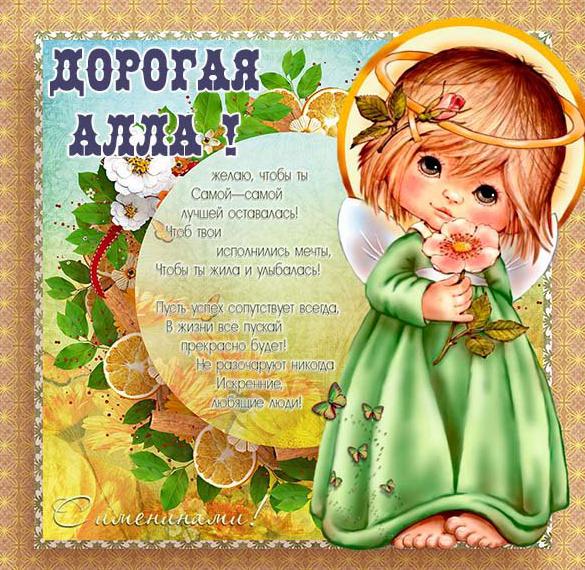 ДОРОГАЯ
АЛЛА !
желаю, чтобы ты
Самой—самой
лучшей оставалась!
Чтоб твои
исполнились мечты,
Чтобы ты жила и улыбалась!
Пусть успех сопутствует всегда,
В жизни всё пускай
прекрасно будет!
Не разочаруют никогда
Искренние,
любящие люди!
С именинами!